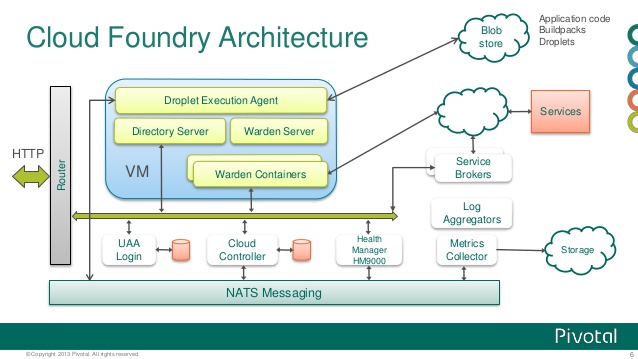 Cloud Foundry Architecture
Blob
store
Application code
Buildpacks
Droplets
Droplet Execution Agent
Directory Server
Warden Server
Services
HTTP
Router
VM
Warden Containers
Service
Brokers
Log
Aggregators
UAA
Login
Cloud
Controller
Health
Manager
HM9000
Metrics
Collector
Storage
NATS Messaging
Pivotal
©Copyright 2013 Pivotal. All rights reserved.
6